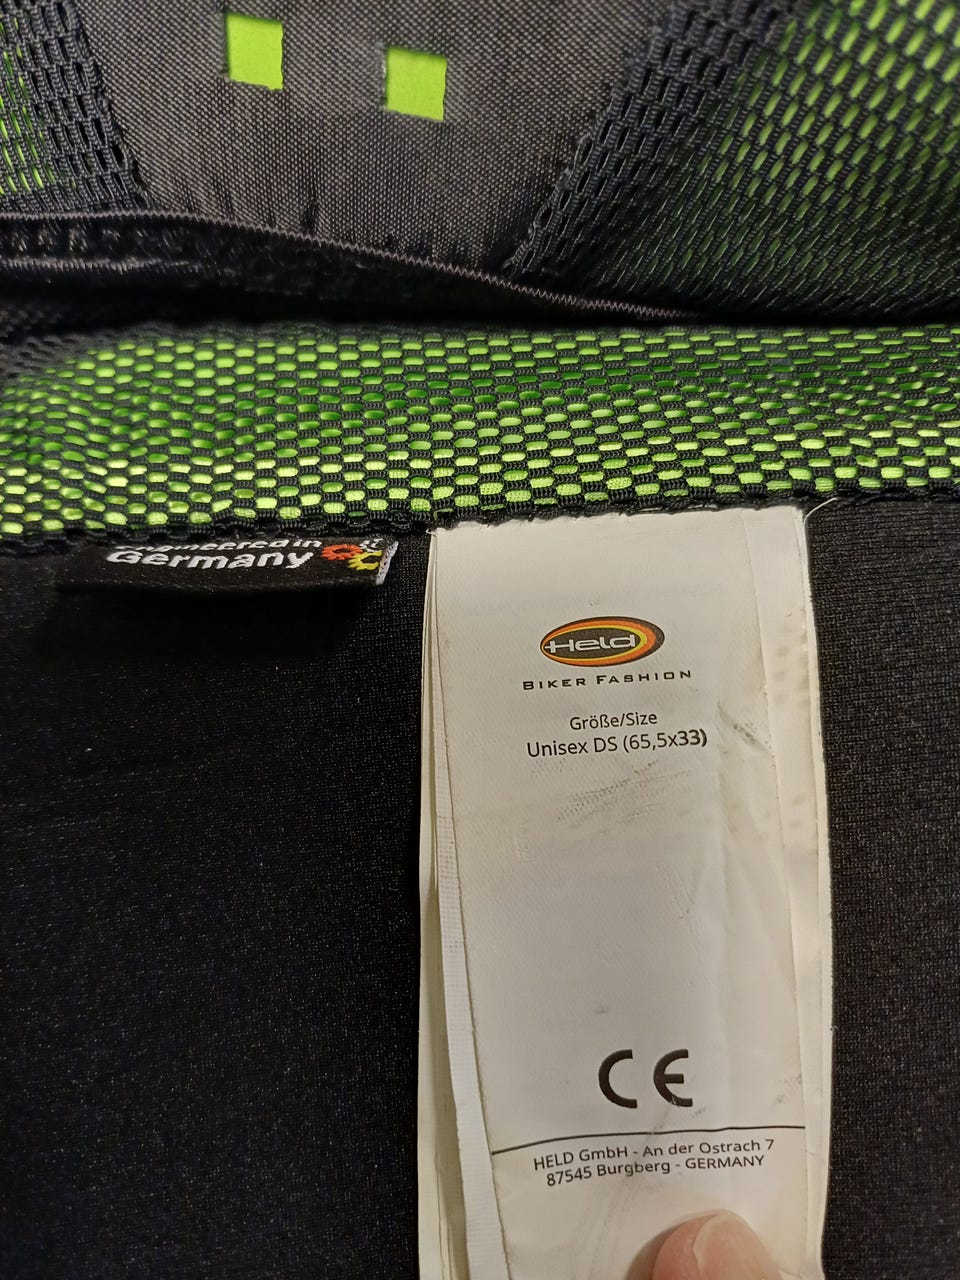 Germany
Held
BIKER FASHION
Größe/Size
Unisex DS (65,5x33)
CE
HELD GmbH - An der Ostrach 7
87545 Burgberg - GERMANY